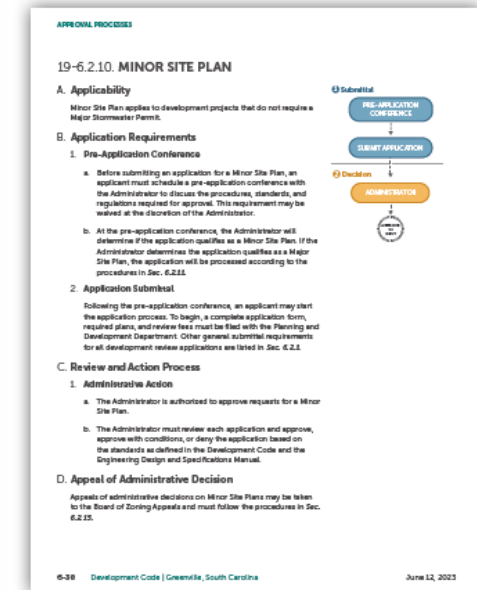 APPROVAL PROCESSES
19-6.2.10. MINOR SITE PLAN
A. Applicability
Minor Site Plan applies to development projects that do not require a
Major Stormwater Permit.
B. Application Requirements
1. Pre-Application Conference
a. Before submitting an application for a Minor Site Plan, an
applicant must schedule a pre-application conference with
the Administrator to discuss the procedures, standards, and
regulations required for approval. This requirement may be
waived at the discretion of the Administrator.
b. At the pre-application conference, the Administrator will
determine if the application qualifies as a Minor Site Plan. If the
Administrator determines the application qualifies as a Major
Site Plan, the application will be processed according to the
procedures in Sec. 6.2.11.
2. Application Submittal
Following the pre-application conference, an applicant may start
the application process. To begin, a complete application form,
required plans, and review fees must be filed with the Planning and
Development Department. Other general submittal requirements
for all development review applications are listed in Sec. 6.2.1.
C. Review and Action Process
1. Administrative Action
a. The Administrator is authorized to approve requests for a Minor
Site Plan.
b. The Administrator must review each application and approve,
approve with conditions, or deny the application based on
the standards as defined in the Development Code and the
Engineering Design and Specifications Manual.
D. Appeal of Administrative Decision
Appeals of administrative decisions on Minor Site Plans may be taken
to the Board of Zoning Appeals and must follow the procedures in Sec.
6.2.15.
1 Submittal
PRE-APPLICATION
CONFERENCE
SUBMIT APPLICATION
2 Decision
ADMINISTRATOR
6-38 Development Code | Greenville, South Carolina
June 12, 2023